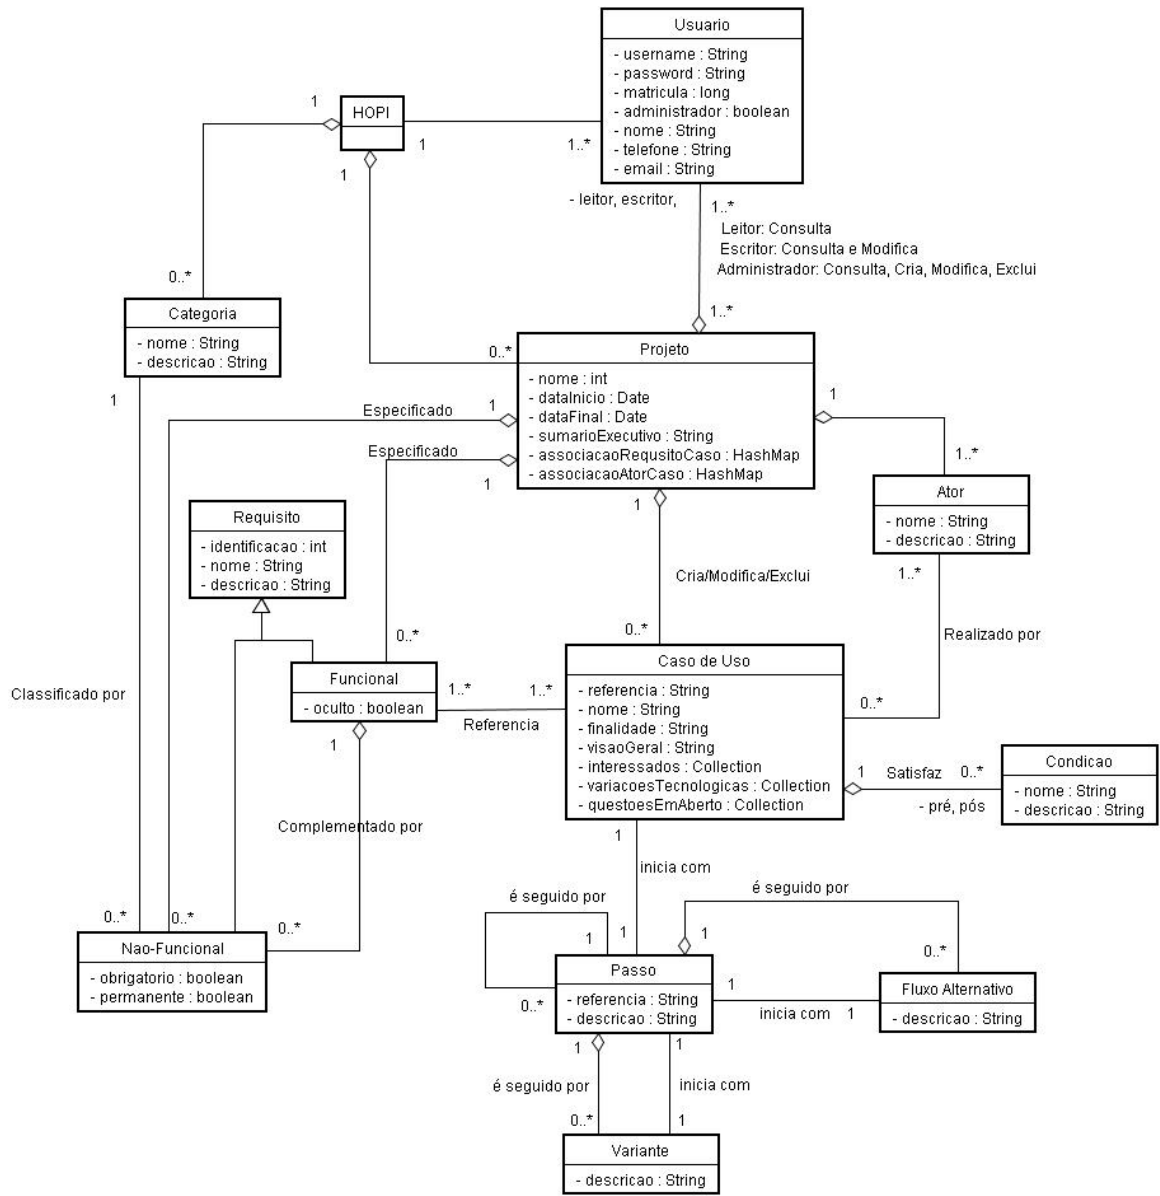 Usuario
- username : String
- password : String
- matricula : long
- administrador : boolean
- nome : String
- telefone : String
- email : String
HOPI
1
1
1..*
1
- leitor, escritor,
1..*
Leitor: Consulta
Escritor: Consulta e Modifica
Administrador: Consulta, Cria, Modifica, Exclui
0..*
1..*
Categoria
- nome : String
- descricao : String
0..*
Projeto
- nome : int
- dataInicio : Date
- dataFinal : Date
- sumarioExecutivo : String
- associacaoRequsitoCaso : HashMap
- associacaoAtorCaso : HashMap
1
Especificado
1
1
Especificado
1
1
1..*
Ator
- nome : String
- descricao : String
1..*
Requisito
- identificacao : int
- nome : String
- descricao : String
Cria/Modifica/Exclui
0..*
0..*
Realizado por
Caso de Uso
- referencia : String
- nome : String
- finalidade : String
- visaoGeral : String
- interessados : Collection
- variacoesTecnologicas : Collection
- questoesEmAberto : Collection
Funcional
- oculto : boolean
1..*
1..*
Referencia
0..*
Classificado por
1
1
Satisfaz
0..*
- pré, pós
Condicao
- nome : String
- descricao : String
Complementado por
1
inicia com
é seguido por
é seguido por
0..*
0..*
0..*
1
1
1
0..*
Nao-Funcional
- obrigatorio : boolean
- permanente : boolean
Passo
- referencia : String
- descricao : String
0..*
1
inicia com
1
Fluxo Alternativo
- descricao : String
1
1
é seguido por
inicia com
0..*
1
Variante
- descricao : String